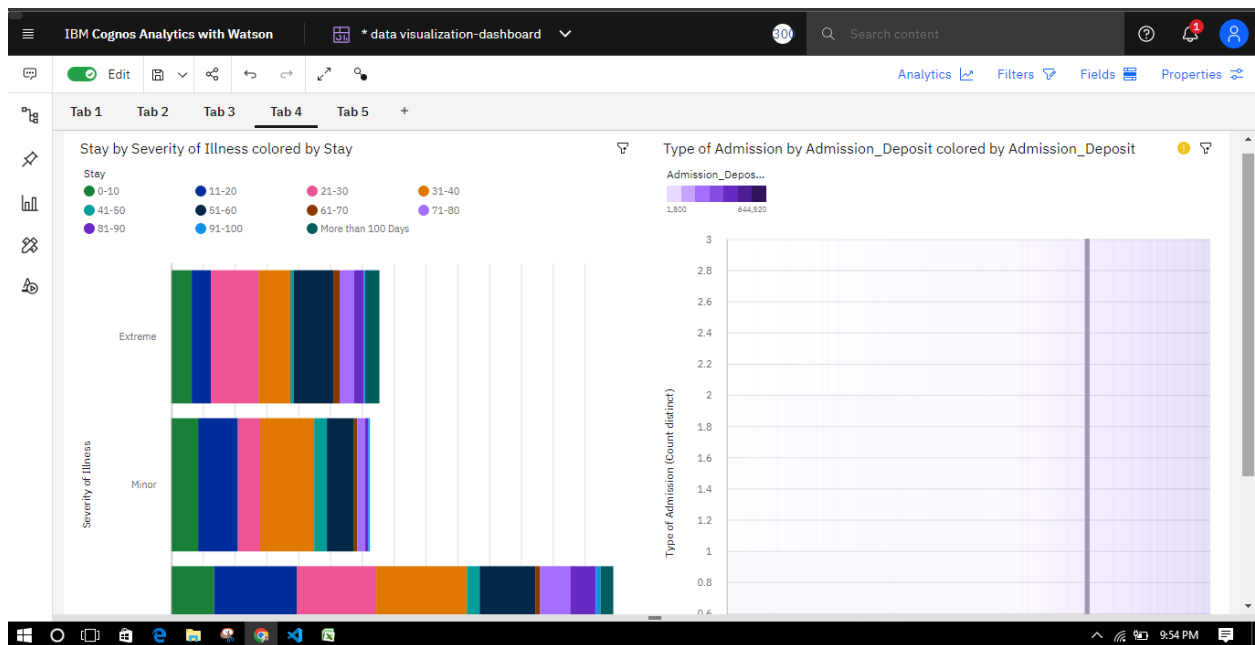 IBM Cognos Analytics with Watson
* data visualization-dashboard
300
Search content
1
Edit
Analytics
Filters
Fields
Properties
Tab 1
Tab 2
Tab 3
Tab 4
Tab 5
+
Stay by Severity of Illness colored by Stay
Stay
0-10
11-20
21-30
31-40
41-50
51-60
61-70
71-80
81-90
91-100
More than 100 Days
Severity of Illness
Extreme
Minor
Type of Admission by Admission_Deposit colored by Admission_Deposit
Admission_Depos...
1,800
644,520
Type of Admission (Count distinct)
3
2.8
2.6
2.4
2.2
2
1.8
1.6
1.4
1.2
1
0.8
0.6
9:54 PM